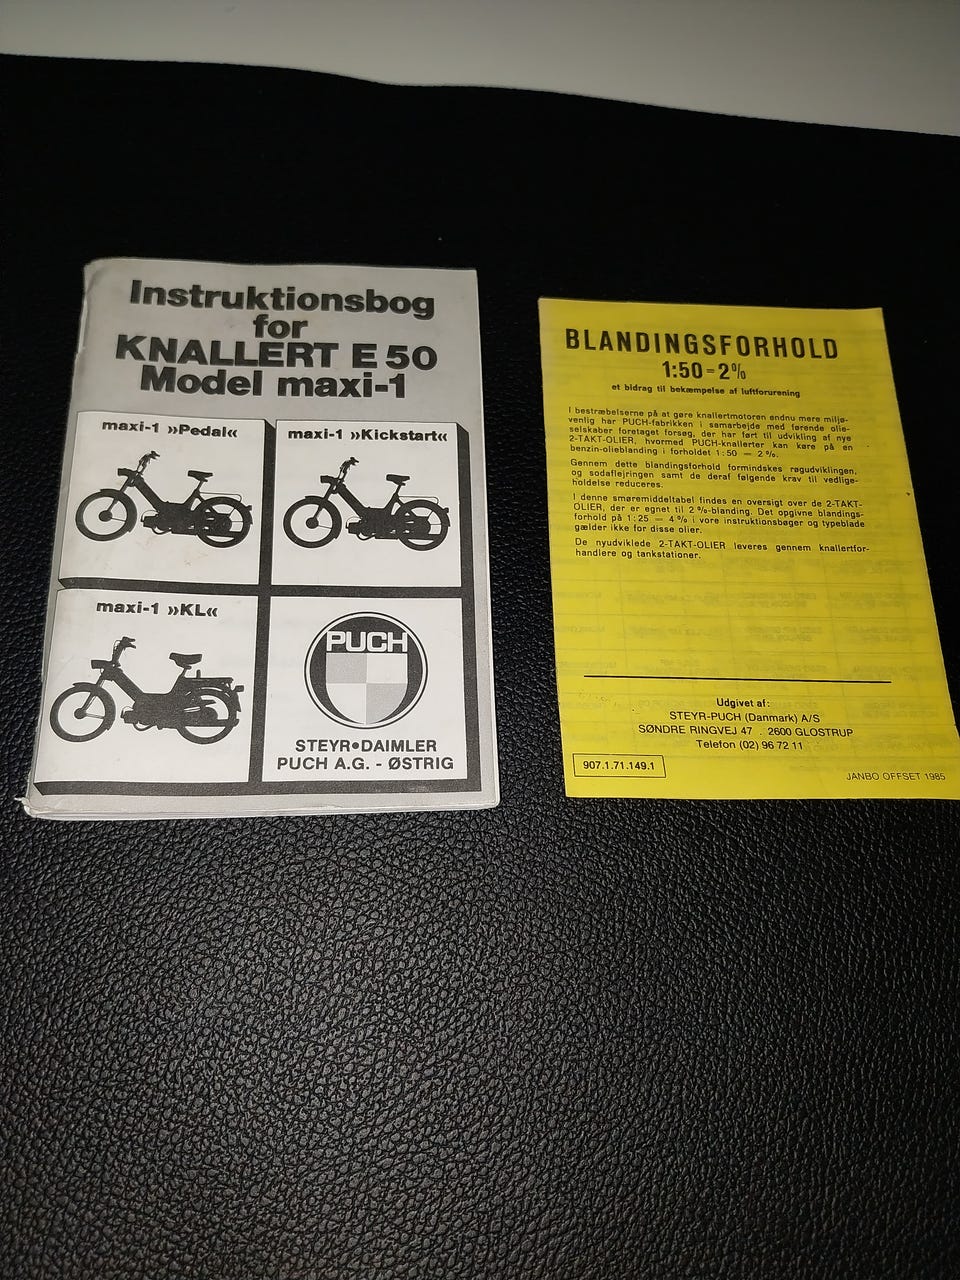 Instruktionsbog
for
KNALLERT E 50
Model maxi-1
maxi-1 »Pedal«
maxi-1 »Kickstart«
maxi-1 »KL«
PUCH
STEYR•DAIMLER
PUCH A.G. - ØSTRIG
BLANDINGSFORHOLD
1:50 = 2%
et bidrag til bekæmpelse af luftforurening
I bestræbelserne på at gøre knallertmotoren endnu mere miljø-
venlig har PUCH-fabrikken i samarbejde med førende olie-
selskaber foretaget forsøg, der har ført til udvikling af nye
2-TAKT-OLIER, hvormed PUCH-knallerter kan køre på en
benzin-olieblanding i forholdet 1:50 = 2%.
Gennem dette blandingsforhold formindskes røgudviklingen,
og sodaflejringen samt de deraf følgende krav til vedlige-
holdelse reduceres.
I denne smøremiddeltabel findes en oversigt over de 2-TAKT-
OLIER, der er egnet til 2%-blanding. Det opgivne blandings-
forhold på 1:25 = 4% i vore instruktionsbøger og typeblade
gælder ikke for disse olier.
De nyudviklede 2-TAKT-OLIER leveres gennem knallertfor-
handlere og tankstationer.
Udgivet af:
STEYR-PUCH (Danmark) A/S
SØNDRE RINGVEJ 47 . 2600 GLOSTRUP
Telefon (02) 96 72 11
907.1.71.149.1
JANBO OFFSET 1985